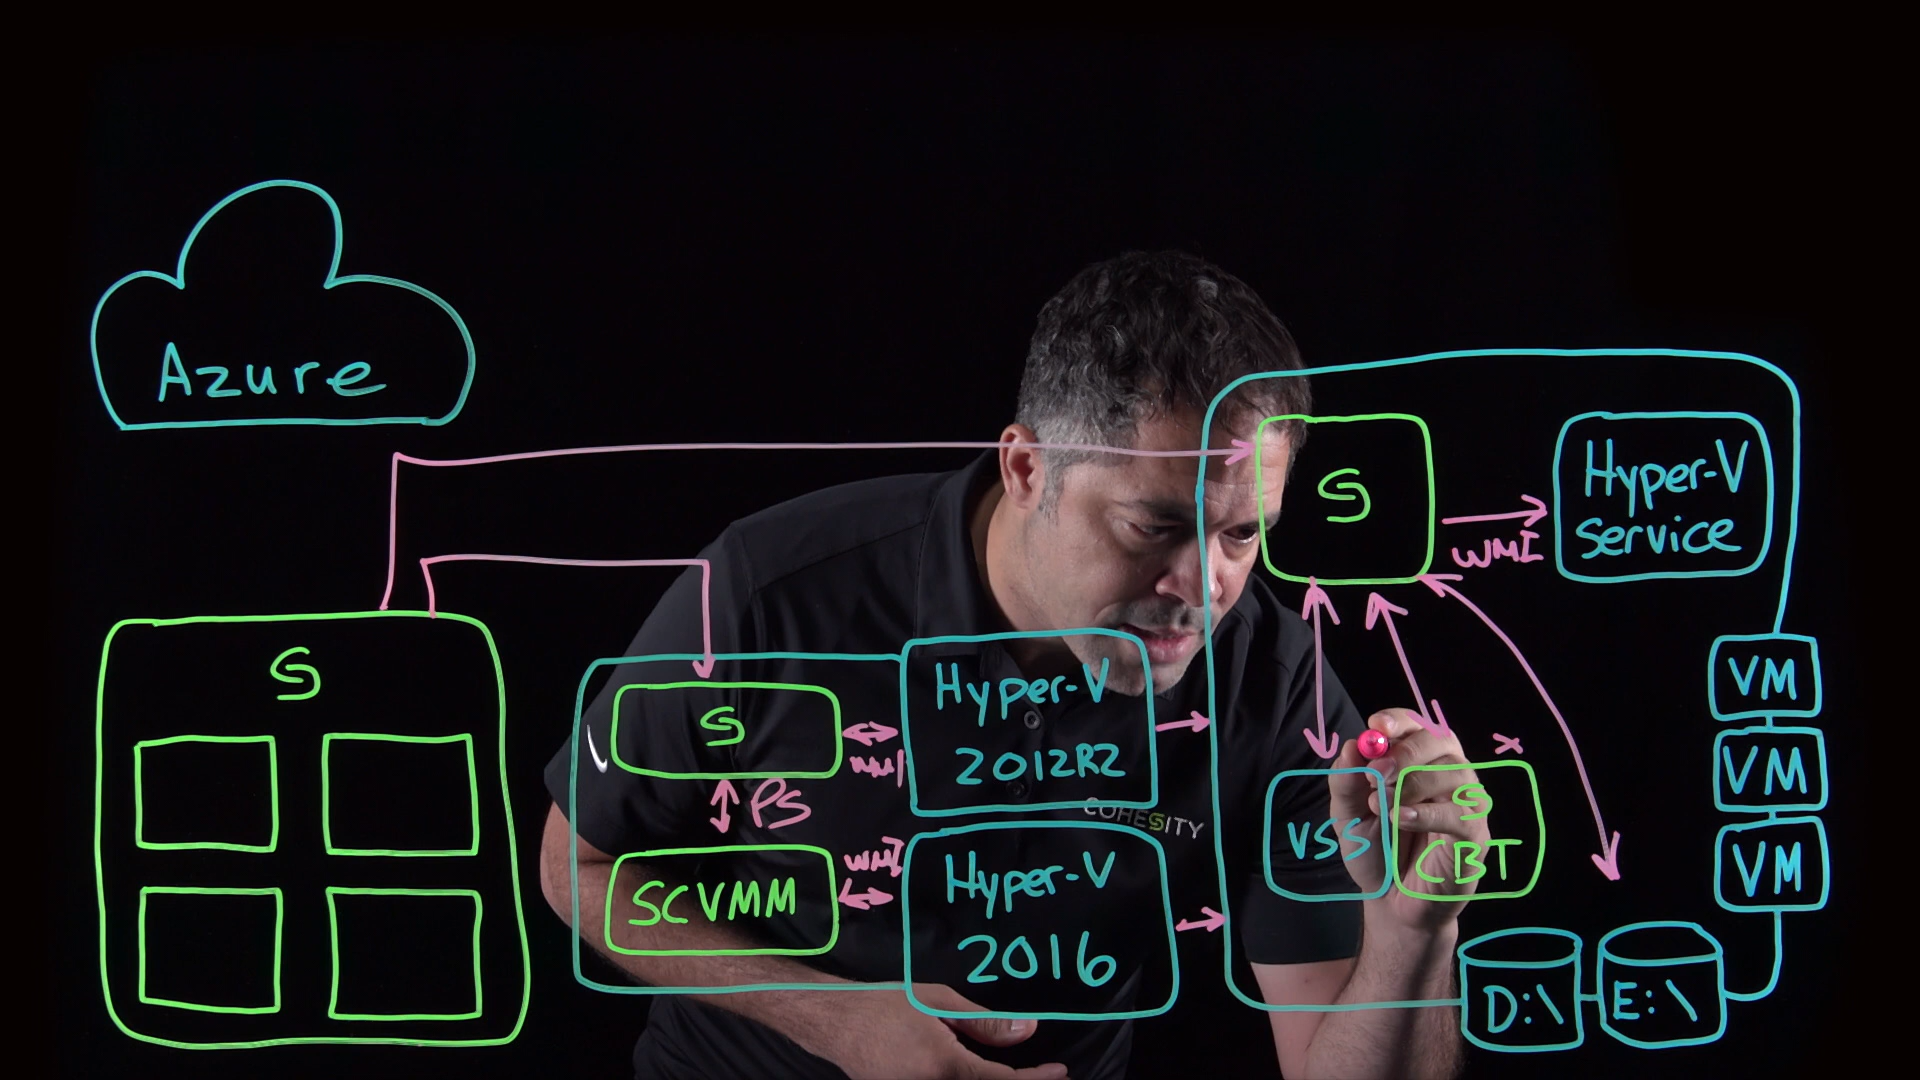 Azure
S
S
PS
SCVMM
WMI
WMI
Hyper-V
2012R2
COHESITY
Hyper-V
2016
S
WMI
Hyper-V
service
VSS
S
CBT
x
VM
VM
VM
D:\
E:\